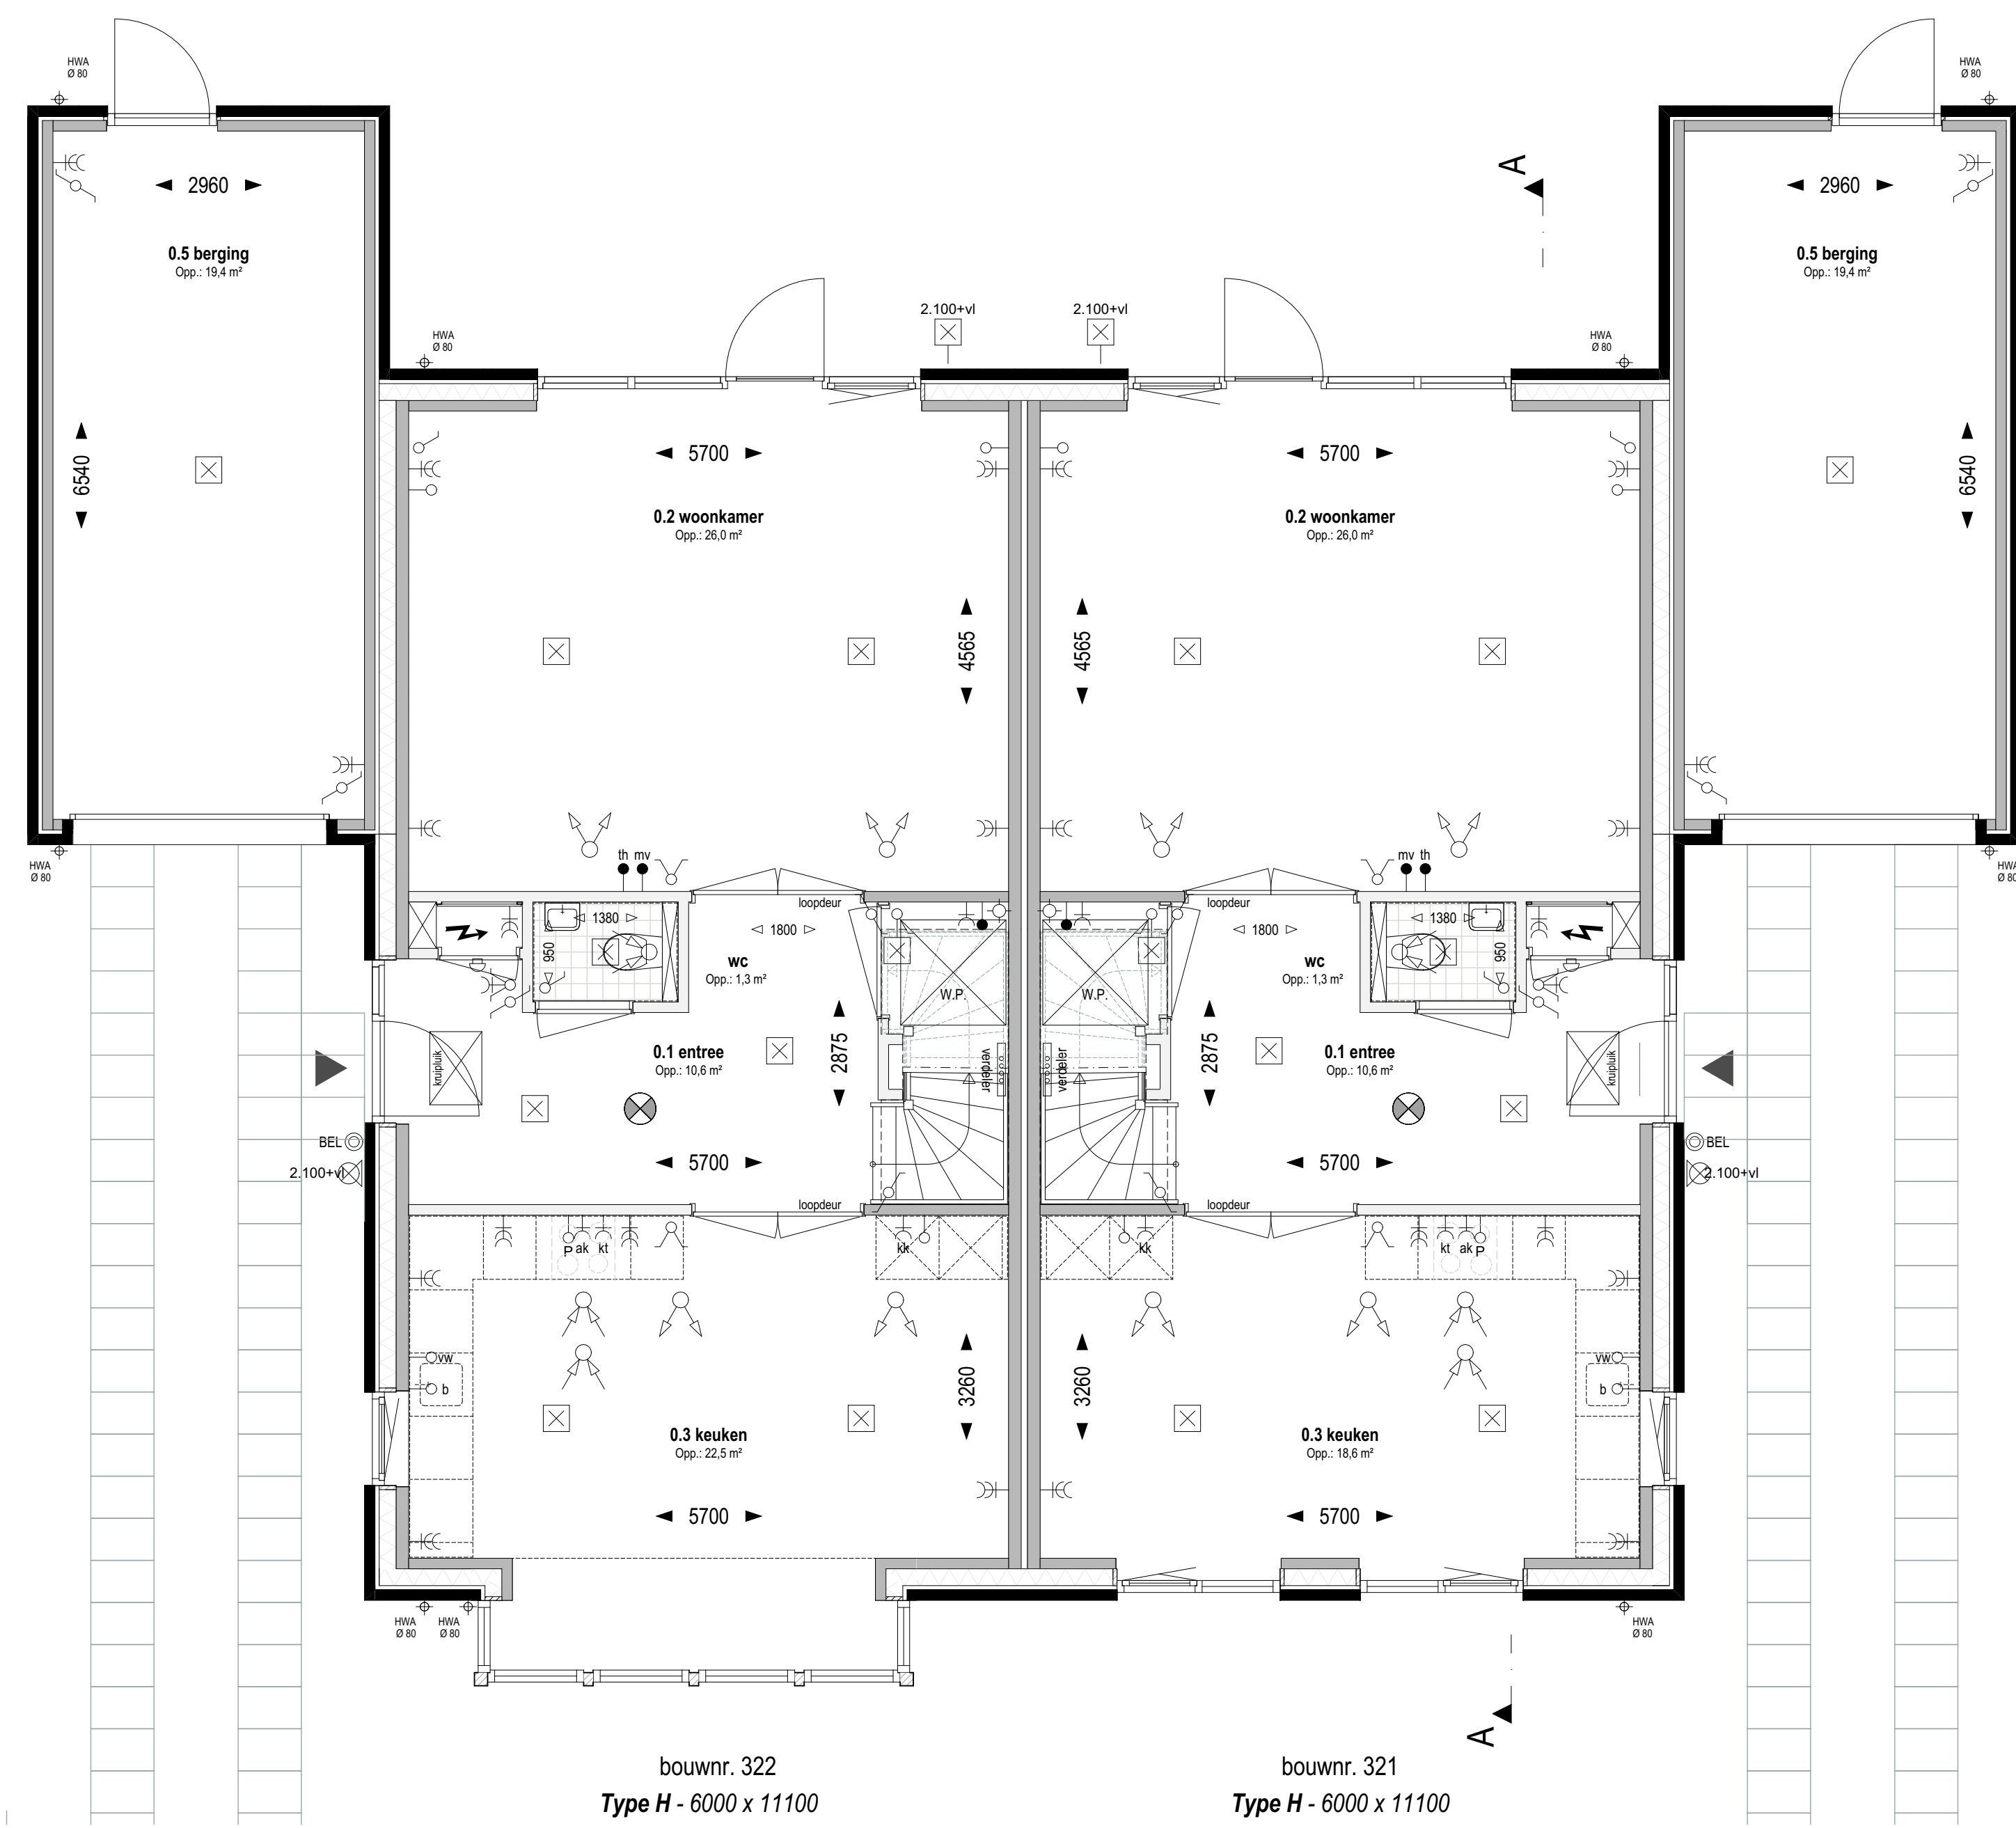 HWA
Ø 80
HWA
Ø 80
A
2960
2960
0.5 berging
Opp.: 19,4 m²
0.5 berging
Opp.: 19,4 m²
2.100+vl
2.100+vl
HWA
Ø 80
HWA
Ø 80
5700
5700
6540
6540
0.2 woonkamer
Opp.: 26,0 m²
0.2 woonkamer
Opp.: 26,0 m²
4565
4565
th mv
mv th
HWA
Ø 80
HWA
Ø 80
loopdeur
loopdeur
1380
1800
1800
1380
950
950
wc
Opp.: 1,3 m²
wc
Opp.: 1,3 m²
W.P.
W.P.
2875
2875
0.1 entree
Opp.: 10,6 m²
0.1 entree
Opp.: 10,6 m²
kruipluik
verdeler
verdeler
kruipluik
BEL
BEL
2.100+vl
2.100+vl
5700
5700
loopdeur
loopdeur
P ak kt
kk
kk
kt ak P
vw
vw
b
b
3260
3260
0.3 keuken
Opp.: 22,5 m²
0.3 keuken
Opp.: 18,6 m²
5700
5700
HWA
Ø 80
HWA
Ø 80
HWA
Ø 80
A
bouwnr. 322
bouwnr. 321
Type H - 6000 x 11100
Type H - 6000 x 11100